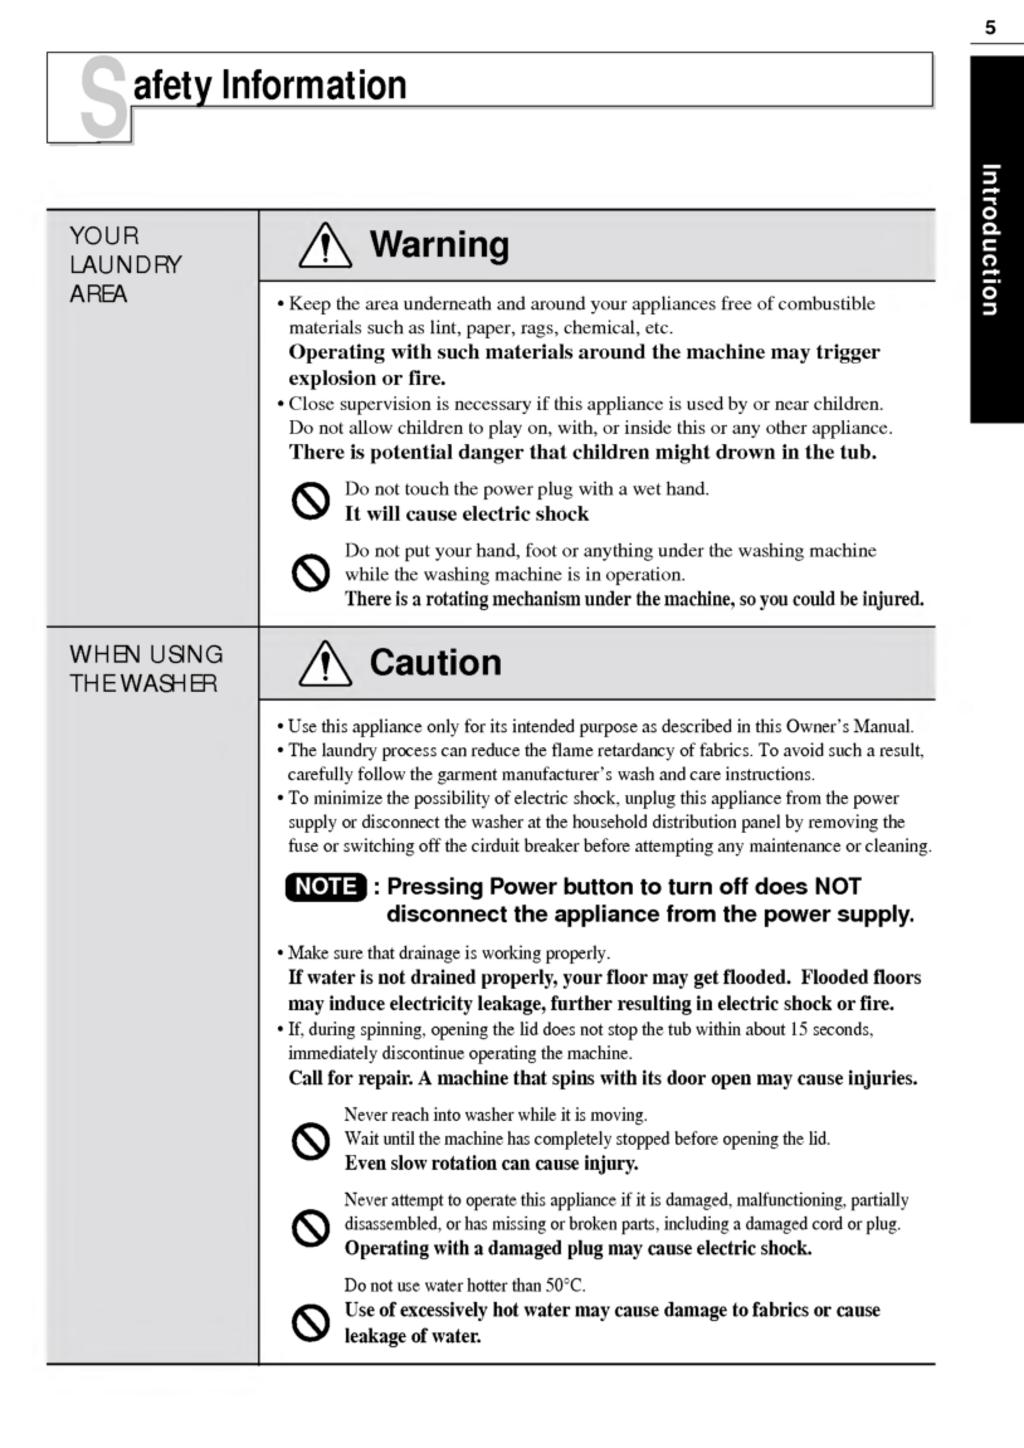 5
Safety Information
Introduction
YOUR
LAUNDRY
AREA
Warning
• Keep the area underneath and around your appliances free of combustible
materials such as lint, paper, rags, chemical, etc.
Operating with such materials around the machine may trigger
explosion or fire.
• Close supervision is necessary if this appliance is used by or near children.
Do not allow children to play on, with, or inside this or any other appliance.
There is potential danger that children might drown in the tub.
Do not touch the power plug with a wet hand.
It will cause electric shock
Do not put your hand, foot or anything under the washing machine
while the washing machine is in operation.
There is a rotating mechanism under the machine, so you could be injured.
WHEN USING
THE WASHER
Caution
• Use this appliance only for its intended purpose as described in this Owner's Manual.
• The laundry process can reduce the flame retardancy of fabrics. To avoid such a result,
carefully follow the garment manufacturer's wash and care instructions.
• To minimize the possibility of electric shock, unplug this appliance from the power
supply or disconnect the washer at the household distribution panel by removing the
fuse or switching off the cirduit breaker before attempting any maintenance or cleaning.
NOTE : Pressing Power button to turn off does NOT
disconnect the appliance from the power supply.
• Make sure that drainage is working properly.
If water is not drained properly, your floor may get flooded. Flooded floors
may induce electricity leakage, further resulting in electric shock or fire.
• If, during spinning, opening the lid does not stop the tub within about 15 seconds,
immediately discontinue operating the machine.
Call for repair. A machine that spins with its door open may cause injuries.
Never reach into washer while it is moving.
Wait until the machine has completely stopped before opening the lid.
Even slow rotation can cause injury.
Never attempt to operate this appliance if it is damaged, malfunctioning, partially
disassembled, or has missing or broken parts, including a damaged cord or plug.
Operating with a damaged plug may cause electric shock.
Do not use water hotter than 50°C.
Use of excessively hot water may cause damage to fabrics or cause
leakage of water.